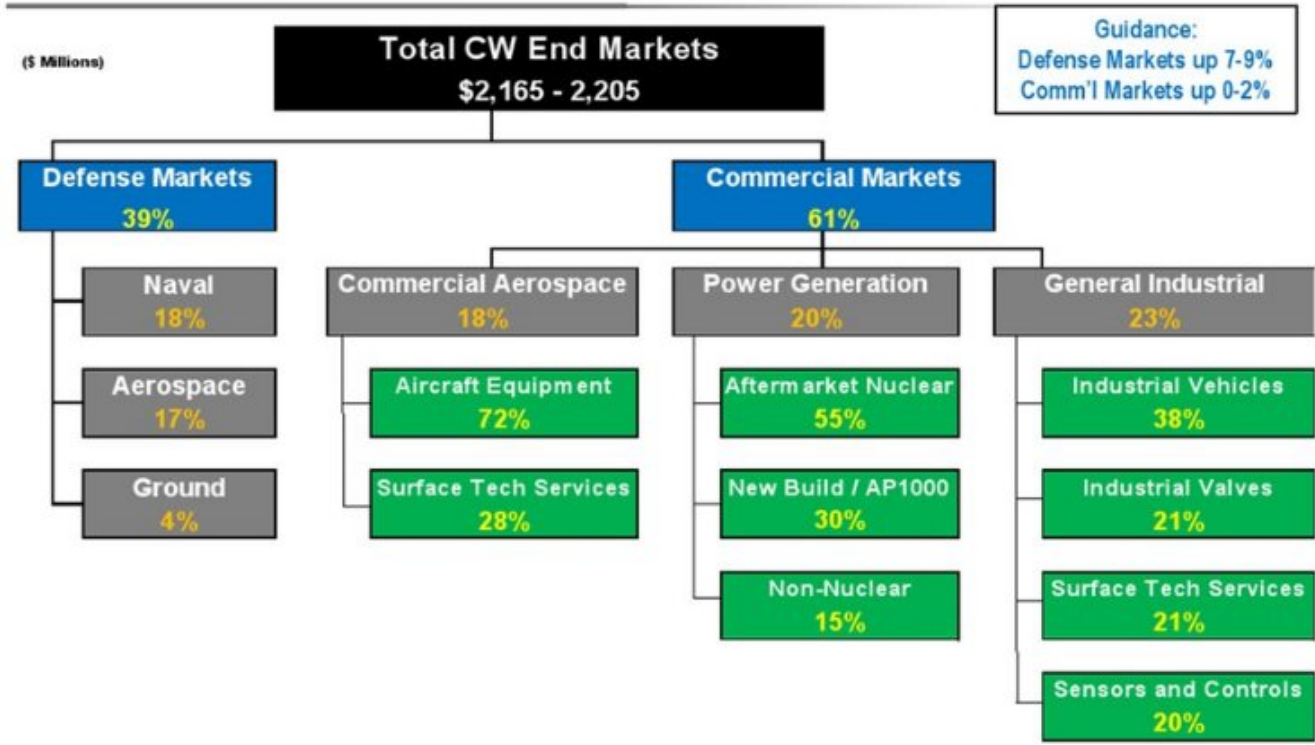 ($ Millions)
Total CW End Markets
$2,165 - 2,205
Guidance:
Defense Markets up 7-9%
Comm'l Markets up 0-2%
Defense Markets
39%
Commercial Markets
61%
Naval
18%
Aerospace
17%
Ground
4%
Commercial Aerospace
18%
Aircraft Equipment
72%
Surface Tech Services
28%
Power Generation
20%
Aftermarket Nuclear
55%
New Build / AP1000
30%
Non-Nuclear
15%
General Industrial
23%
Industrial Vehicles
38%
Industrial Valves
21%
Surface Tech Services
21%
Sensors and Controls
20%